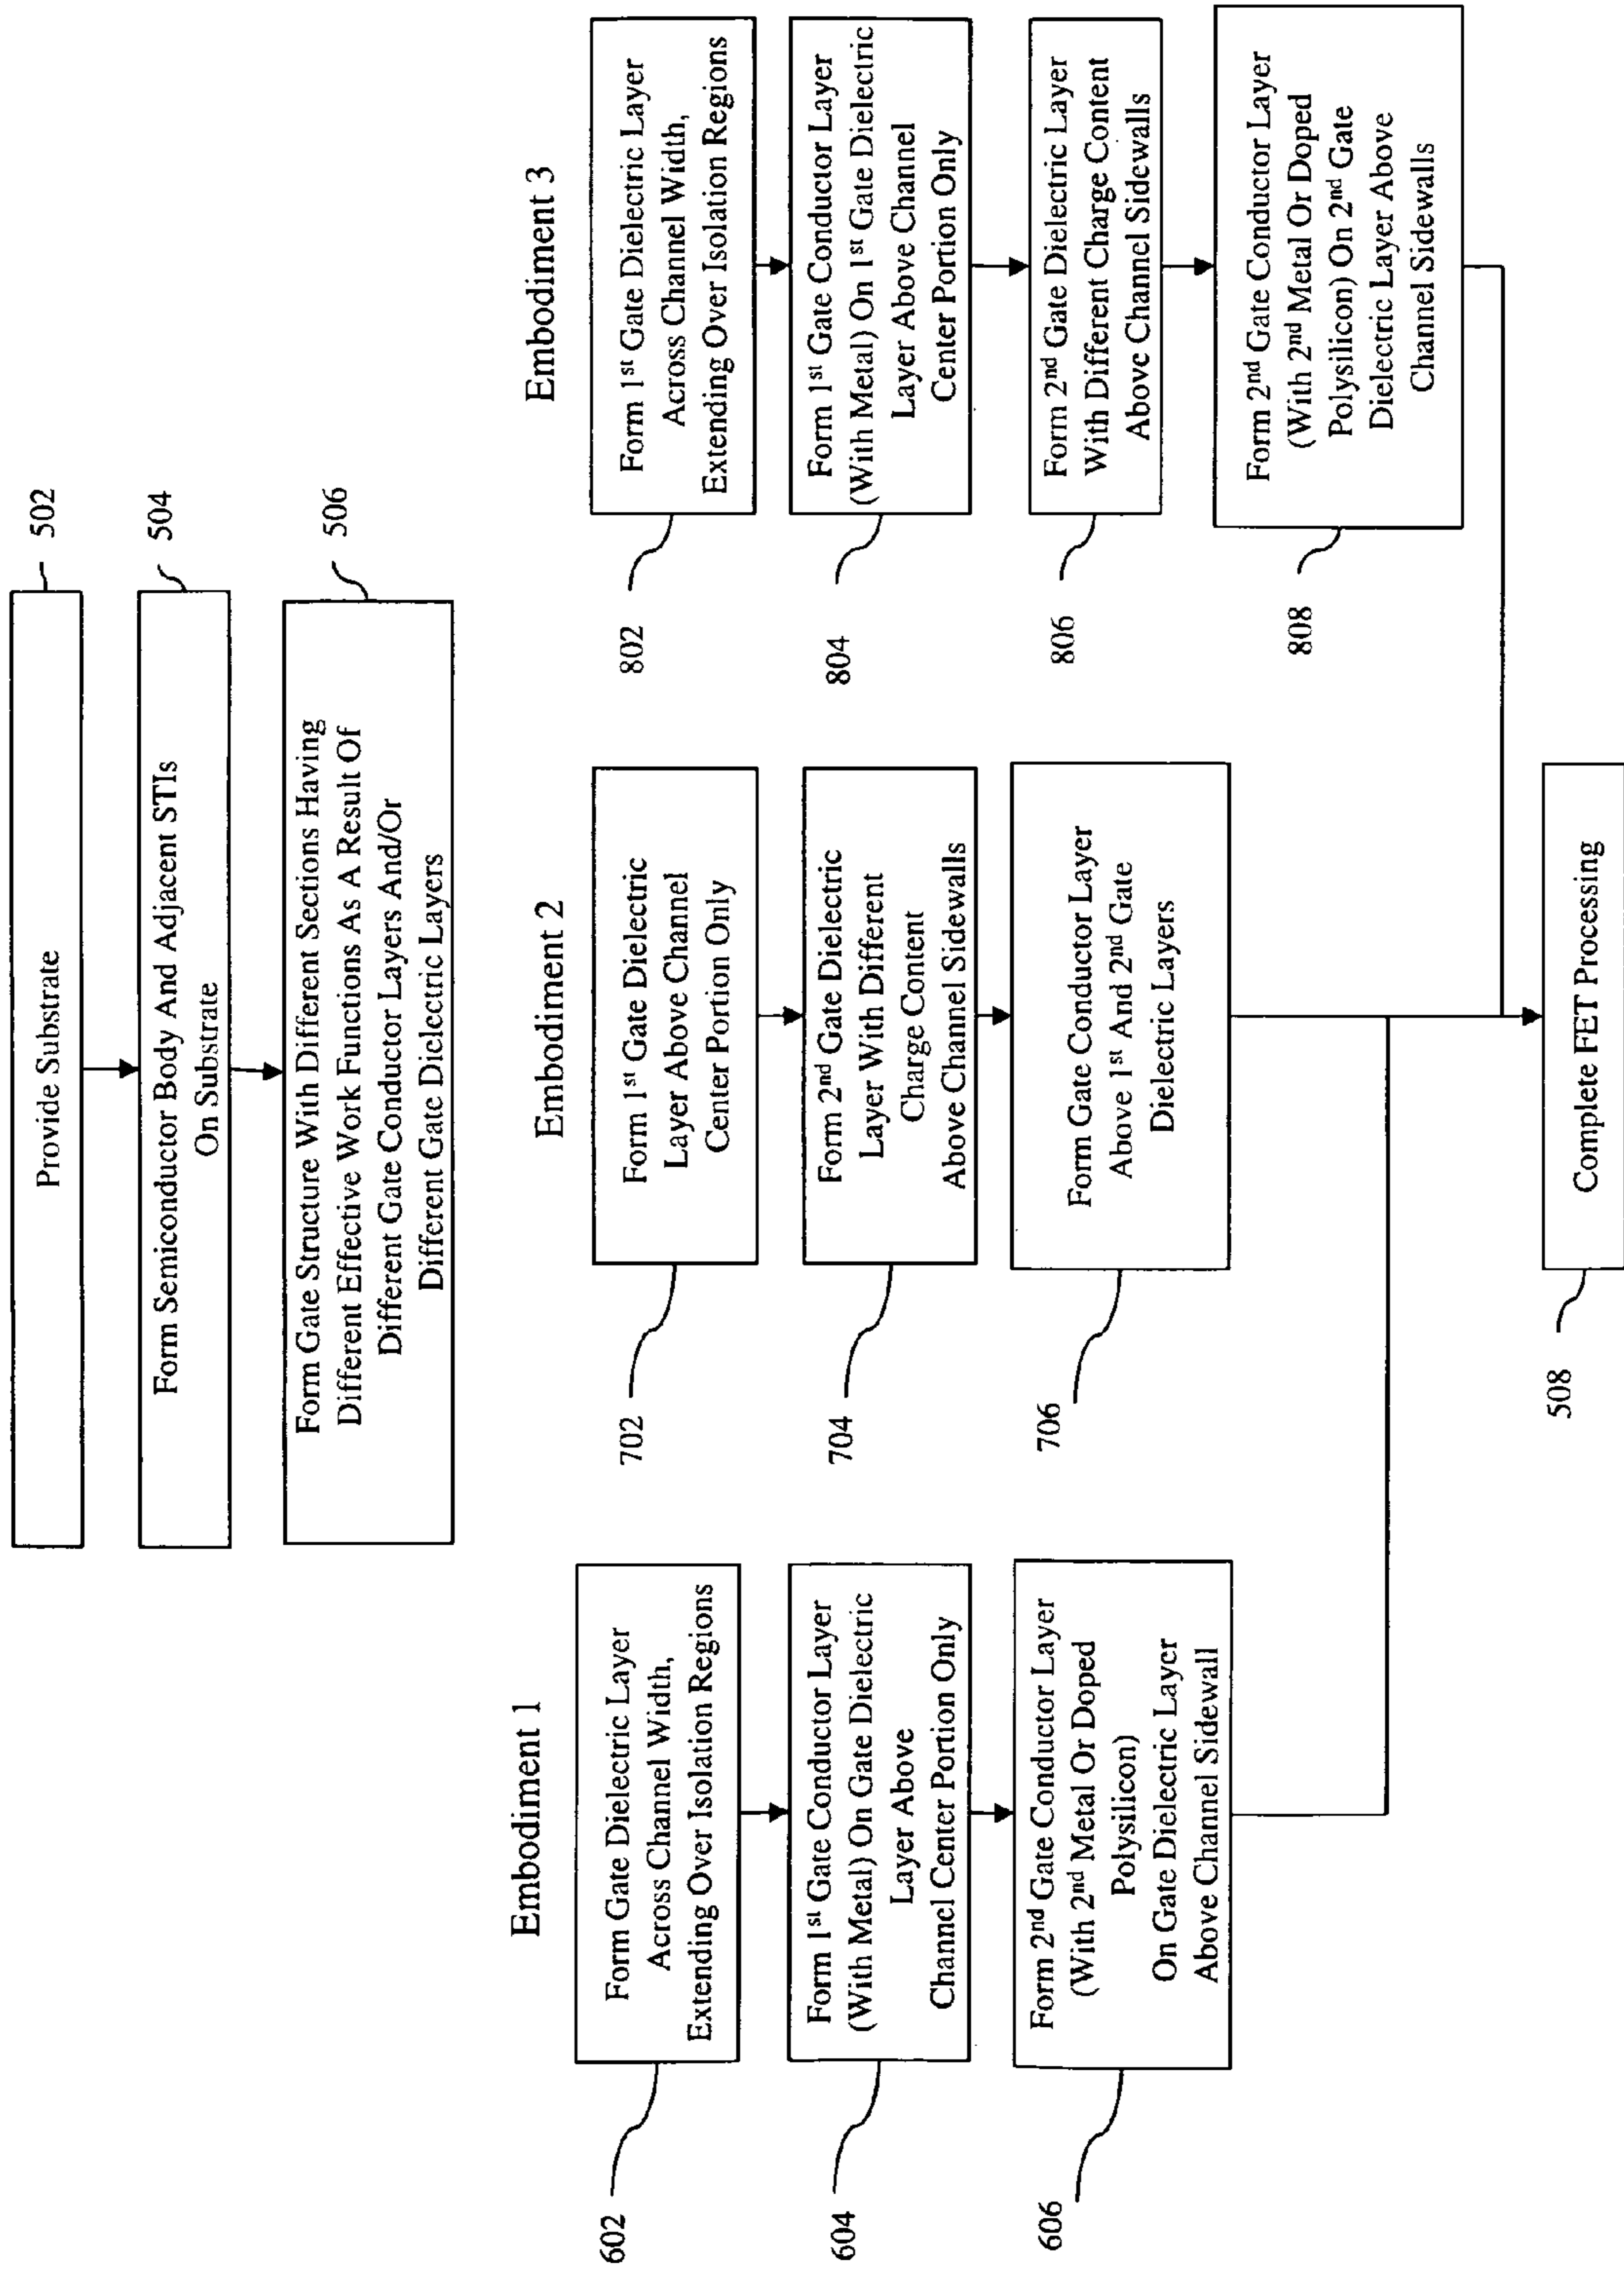 Provide Substrate
502
Form Semiconductor Body And Adjacent STIs
On Substrate
504
Form Gate Structure With Different Sections Having
Different Effective Work Functions As A Result Of
Different Gate Conductor Layers And/Or
Different Gate Dielectric Layers
506
Embodiment 1
Form Gate Dielectric Layer
Across Channel Width,
Extending Over Isolation Regions
602
Form 1st Gate Conductor Layer
(With Metal) On Gate Dielectric
Layer Above
Channel Center Portion Only
604
Form 2nd Gate Conductor Layer
(With 2nd Metal Or Doped
Polysilicon)
On Gate Dielectric Layer
Above Channel Sidewall
606
Embodiment 2
Form 1st Gate Dielectric
Layer Above Channel
Center Portion Only
702
Form 2nd Gate Dielectric
Layer With Different
Charge Content
Above Channel Sidewalls
704
Form Gate Conductor Layer
Above 1st And 2nd Gate
Dielectric Layers
706
Embodiment 3
Form 1st Gate Dielectric Layer
Across Channel Width,
Extending Over Isolation Regions
802
Form 1st Gate Conductor Layer
(With Metal) On 1st Gate Dielectric
Layer Above Channel
Center Portion Only
804
Form 2nd Gate Dielectric Layer
With Different Charge Content
Above Channel Sidewalls
806
Form 2nd Gate Conductor Layer
(With 2nd Metal Or Doped
Polysilicon) On 2nd Gate
Dielectric Layer Above
Channel Sidewalls
808
Complete FET Processing
508